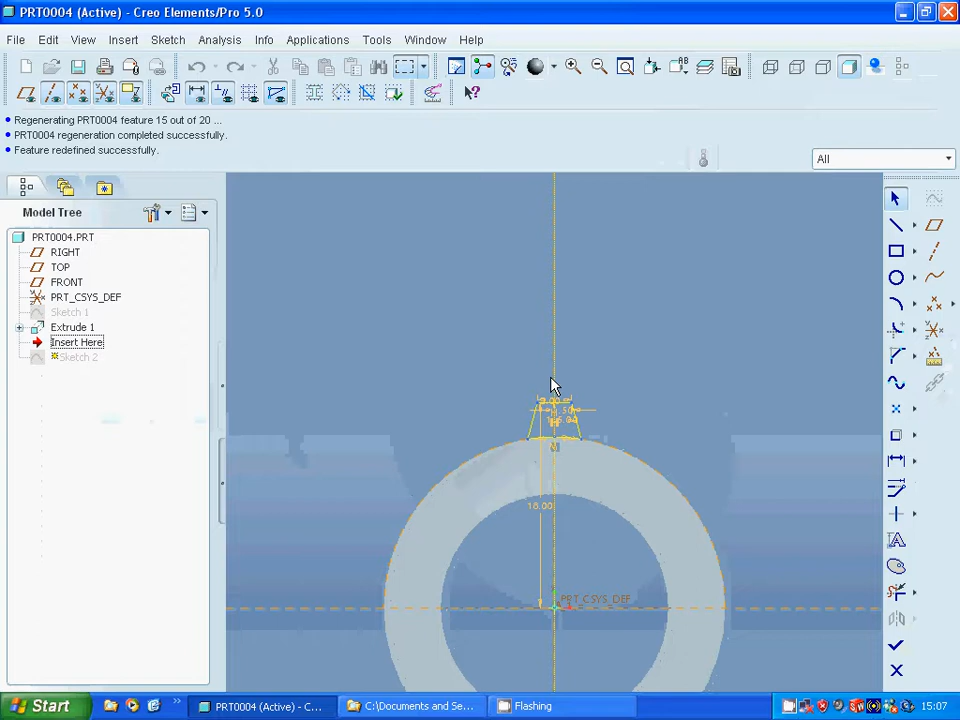 PRT0004 (Active) - Creo Elements/Pro 5.0
File Edit View Insert Sketch Analysis Info Applications Tools Window Help
Regenerating PRT0004 feature 15 out of 20 ...
PRT0004 regeneration completed successfully.
Feature redefined successfully.
All
Model Tree
PRT0004.PRT
RIGHT
TOP
FRONT
PRT_CSYS_DEF
Sketch 1
Extrude 1
Insert Here
Sketch 2
18.00
PRT_CSYS_DEF
Start
PRT0004 (Active) - C...
C:\Documents and Se...
Flashing
15:07